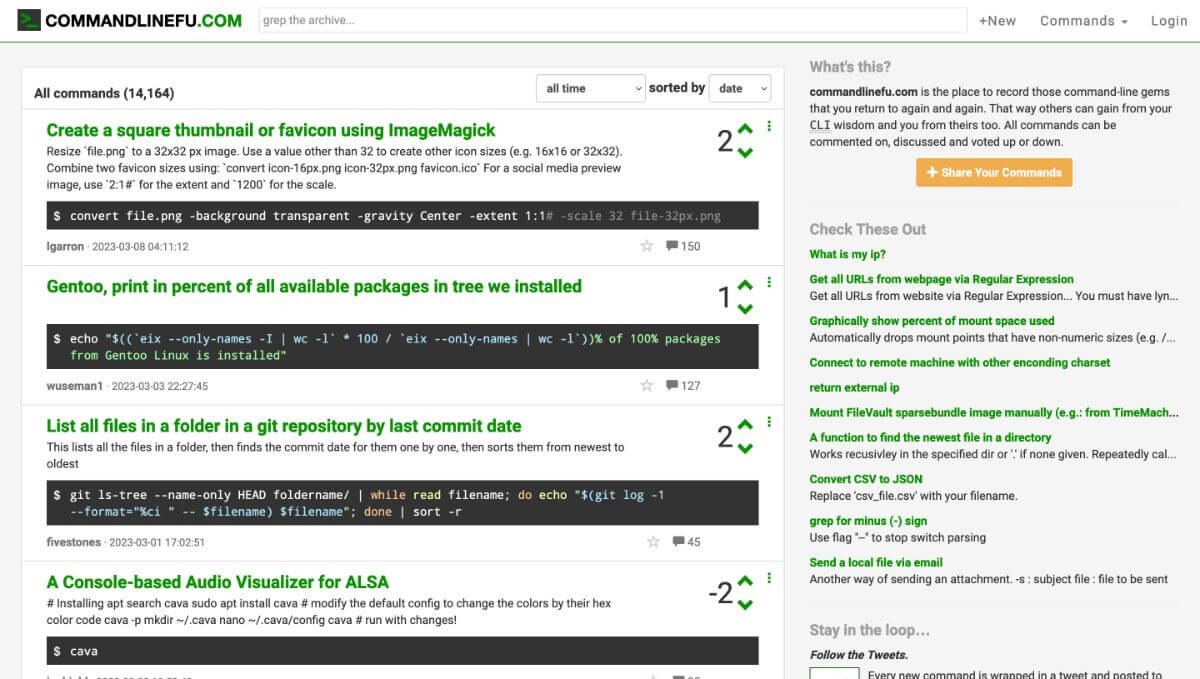 COMMANDLINEFU.COM
grep the archive...
+New
Commands
Login
All commands (14,164)
all time
sorted by
date
Create a square thumbnail or favicon using ImageMagick
2
Resize `file.png` to a 32x32 px image. Use a value other than 32 to create other icon sizes (e.g. 16x16 or 32x32).
Combine two favicon sizes using: `convert icon-16px.png icon-32px.png favicon.ico` For a social media preview
image, use `2:1#` for the extent and `1200` for the scale.
$ convert file.png -background transparent -gravity Center -extent 1:1# -scale 32 file-32px.png
lgarron · 2023-03-08 04:11:12
150
Gentoo, print in percent of all available packages in tree we installed
1
$ echo "$((`eix --only-names -I | wc -l` * 100 / `eix --only-names | wc -l`))% of 100% packages
from Gentoo Linux is installed"
wuseman1 · 2023-03-03 22:27:45
127
List all files in a folder in a git repository by last commit date
2
This lists all the files in a folder, then finds the commit date for them one by one, then sorts them from newest to
oldest
$ git ls-tree --name-only HEAD foldername/ | while read filename; do echo "$(git log -1
--format="%ci " -- $filename) $filename"; done | sort -r
fivestones · 2023-03-01 17:02:51
45
A Console-based Audio Visualizer for ALSA
-2
# Installing apt search cava sudo apt install cava # modify the default config to change the colors by their hex
color code cava -p mkdir ~/.cava nano ~/.cava/config cava # run with changes!
$ cava
What's this?
commandlinefu.com is the place to record those command-line gems
that you return to again and again. That way others can gain from your
CLI wisdom and you from theirs too. All commands can be
commented on, discussed and voted up or down.
+ Share Your Commands
Check These Out
What is my ip?
Get all URLs from webpage via Regular Expression
Get all URLs from website via Regular Expression... You must have lyn...
Graphically show percent of mount space used
Automatically drops mount points that have non-numeric sizes (e.g. /...
Connect to remote machine with other enconding charset
return external ip
Mount FileVault sparsebundle image manually (e.g.: from TimeMach...
A function to find the newest file in a directory
Works recusivley in the specified dir or '.' if none given. Repeatedly cal...
Convert CSV to JSON
Replace 'csv_file.csv' with your filename.
grep for minus (-) sign
Use flag "--" to stop switch parsing
Send a local file via email
Another way of sending an attachment. -s : subject file : file to be sent
Stay in the loop…
Follow the Tweets.
Every new command is wrapped in a tweet and posted to